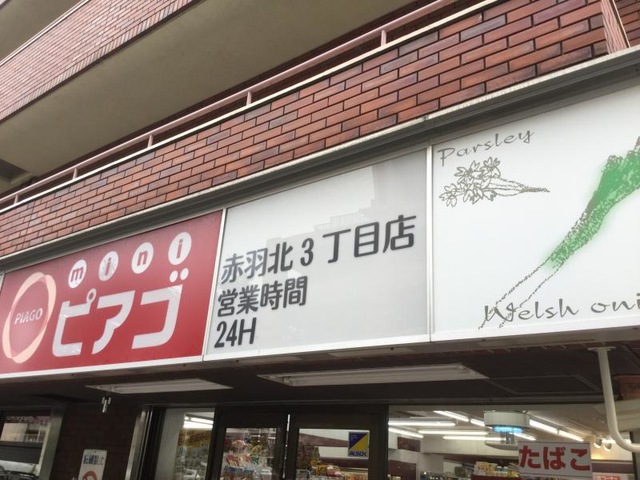 mini
PIAGO
ピアゴ
赤羽北3丁目店
営業時間
24H
Parsley
Welsh oni
たばこ